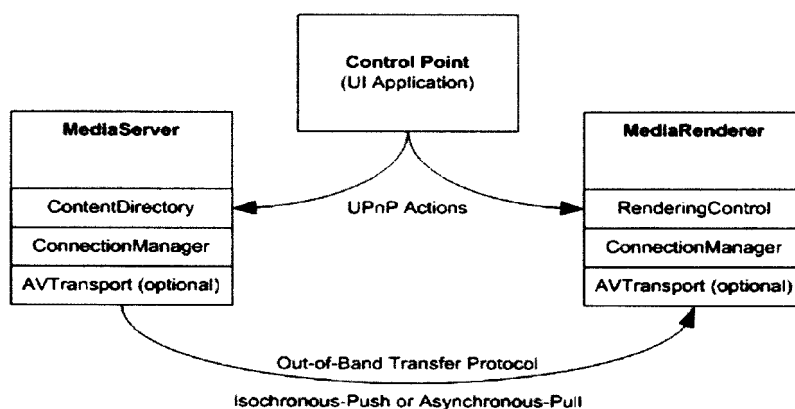 Control Point
(UI Application)
MediaServer
ContentDirectory
ConnectionManager
AVTransport (optional)
UPnP Actions
MediaRenderer
RenderingControl
ConnectionManager
AVTransport (optional)
Out-of-Band Transfer Protocol
Isochronous-Push or Asynchronous-Pull